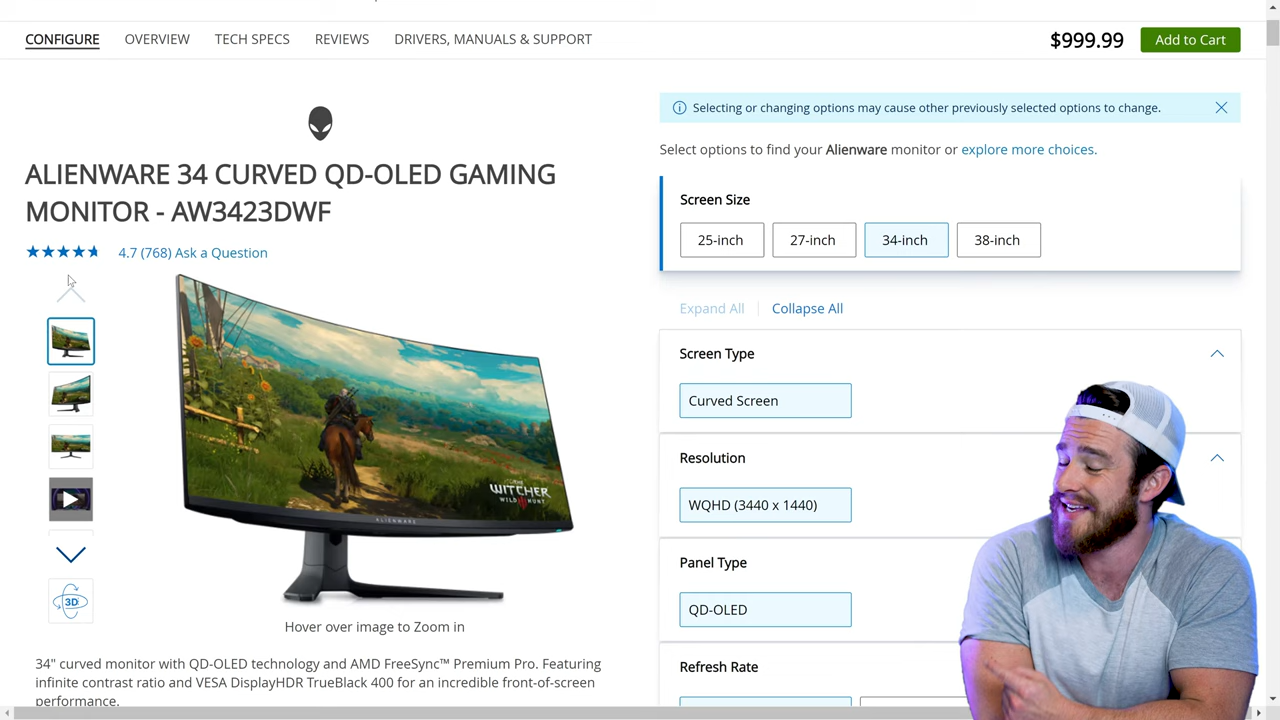 CONFIGURE OVERVIEW TECH SPECS REVIEWS DRIVERS, MANUALS & SUPPORT $999.99 Add to Cart
Selecting or changing options may cause other previously selected options to change.
Select options to find your Alienware monitor or explore more choices.
ALIENWARE 34 CURVED QD-OLED GAMING
MONITOR - AW3423DWF
4.7 (768) Ask a Question
THE
WITCHER
WILD HUNT
ALIENWARE
3D
Hover over image to Zoom in
34" curved monitor with QD-OLED technology and AMD FreeSync™ Premium Pro. Featuring
infinite contrast ratio and VESA DisplayHDR TrueBlack 400 for an incredible front-of-screen
performance.
Screen Size
25-inch 27-inch 34-inch 38-inch
Expand All Collapse All
Screen Type
Curved Screen
Resolution
WQHD (3440 x 1440)
Panel Type
QD-OLED
Refresh Rate